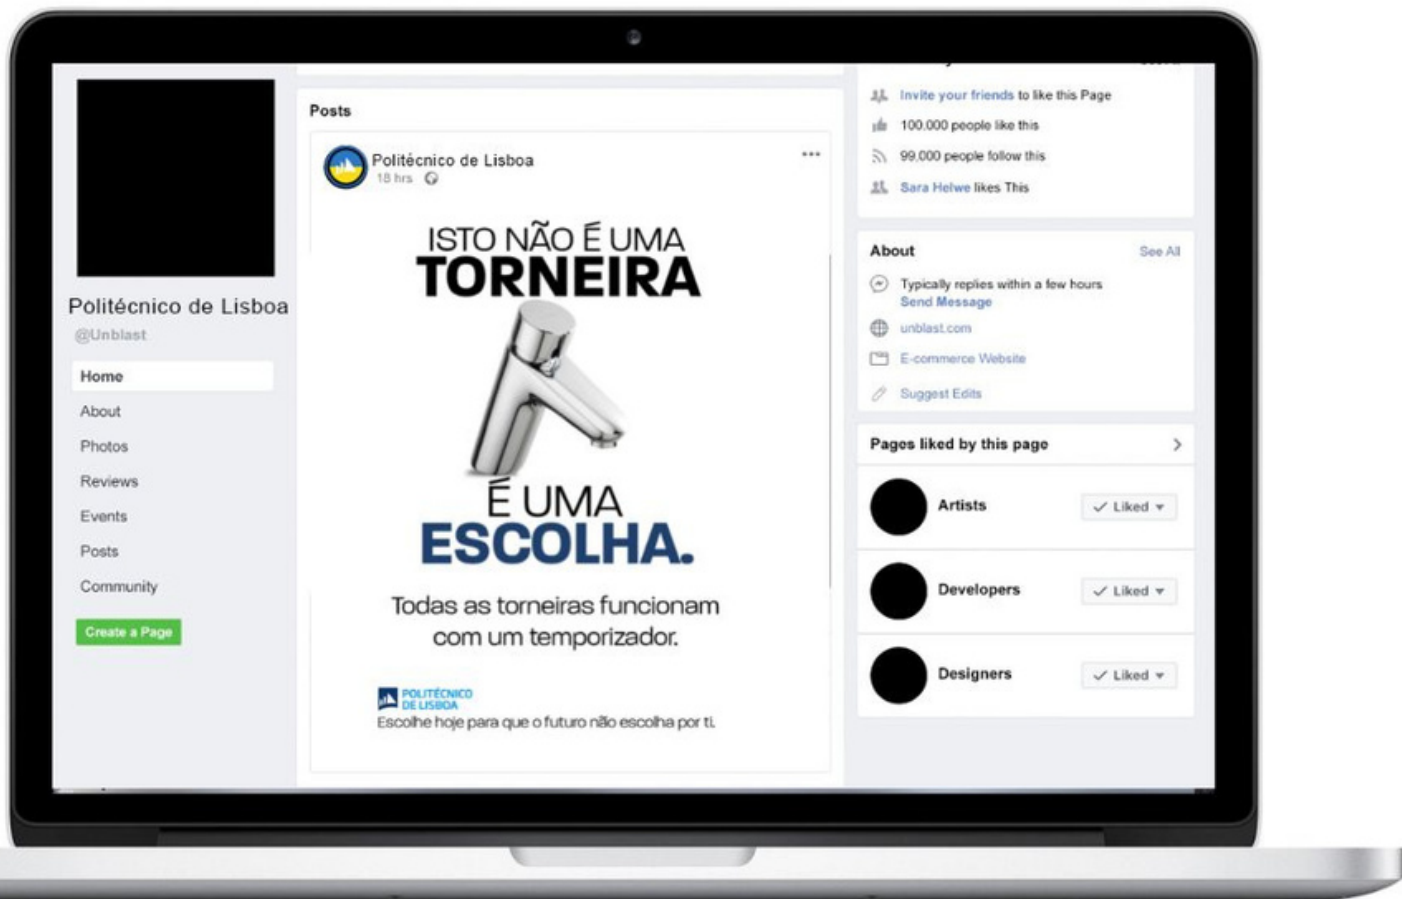 Politécnico de Lisboa
@Unblast
Home
About
Photos
Reviews
Events
Posts
Community
Create a Page
Posts
Politécnico de Lisboa
18 hrs
ISTO NÃO É UMA
TORNEIRA
É UMA
ESCOLHA.
Todas as torneiras funcionam
com um temporizador.
POLITÉCNICO
DE LISBOA
Escolhe hoje para que o futuro não escolha por ti.
Invite your friends to like this Page
100,000 people like this
99,000 people follow this
Sara Helwe likes This
About
See All
Typically replies within a few hours
Send Message
unblast.com
E-commerce Website
Suggest Edits
Pages liked by this page
Artists
Liked
Developers
Liked
Designers
Liked